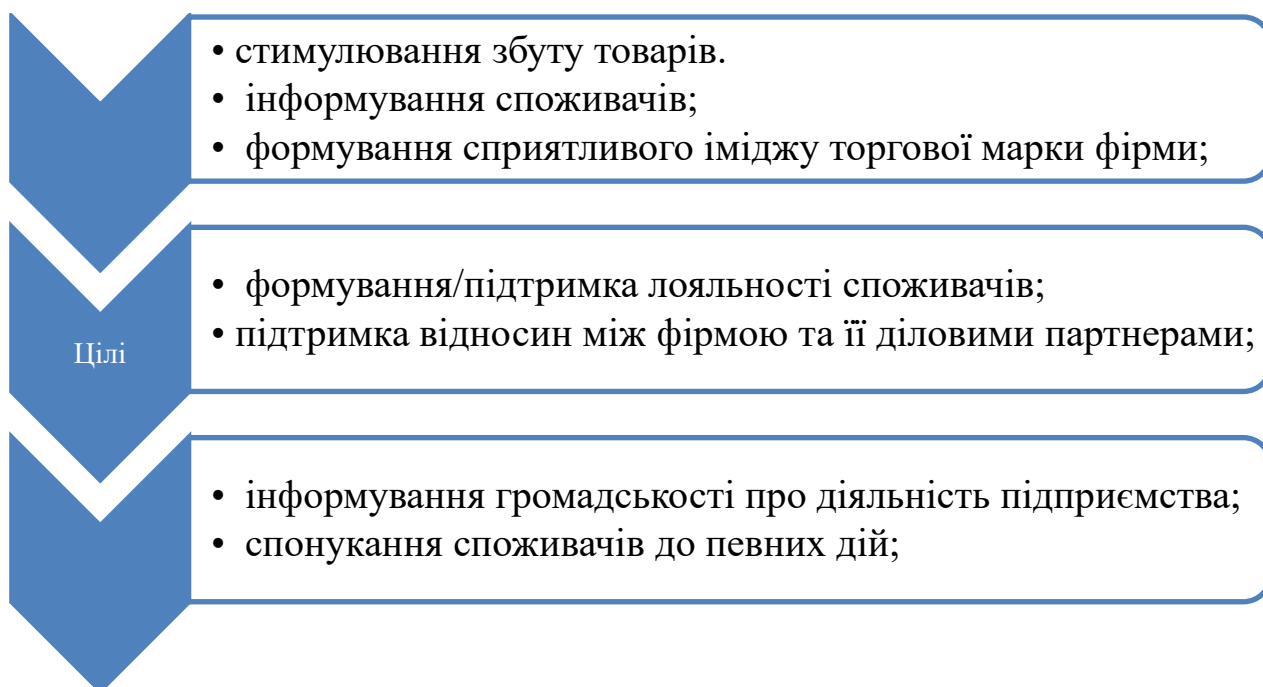 • стимулювання збуту товарів.
• інформування споживачів;
• формування сприятливого іміджу торгової марки фірми;
Цілі
• формування/підтримка лояльності споживачів;
• підтримка відносин між фірмою та її діловими партнерами;
• інформування громадськості про діяльність підприємства;
• спонукання споживачів до певних дій;